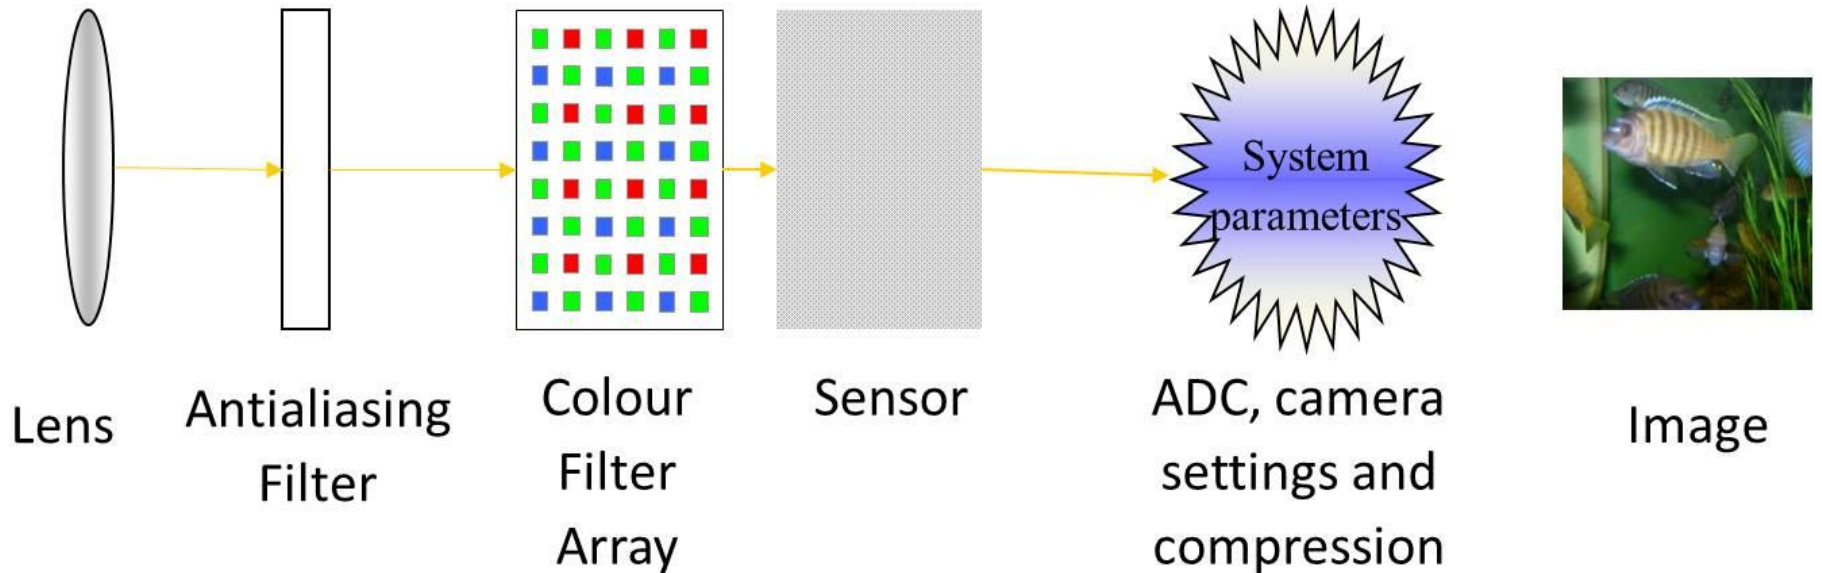 System
parameters
Lens
Antialiasing
Filter
Colour
Filter
Array
Sensor
ADC, camera
settings and
compression
Image